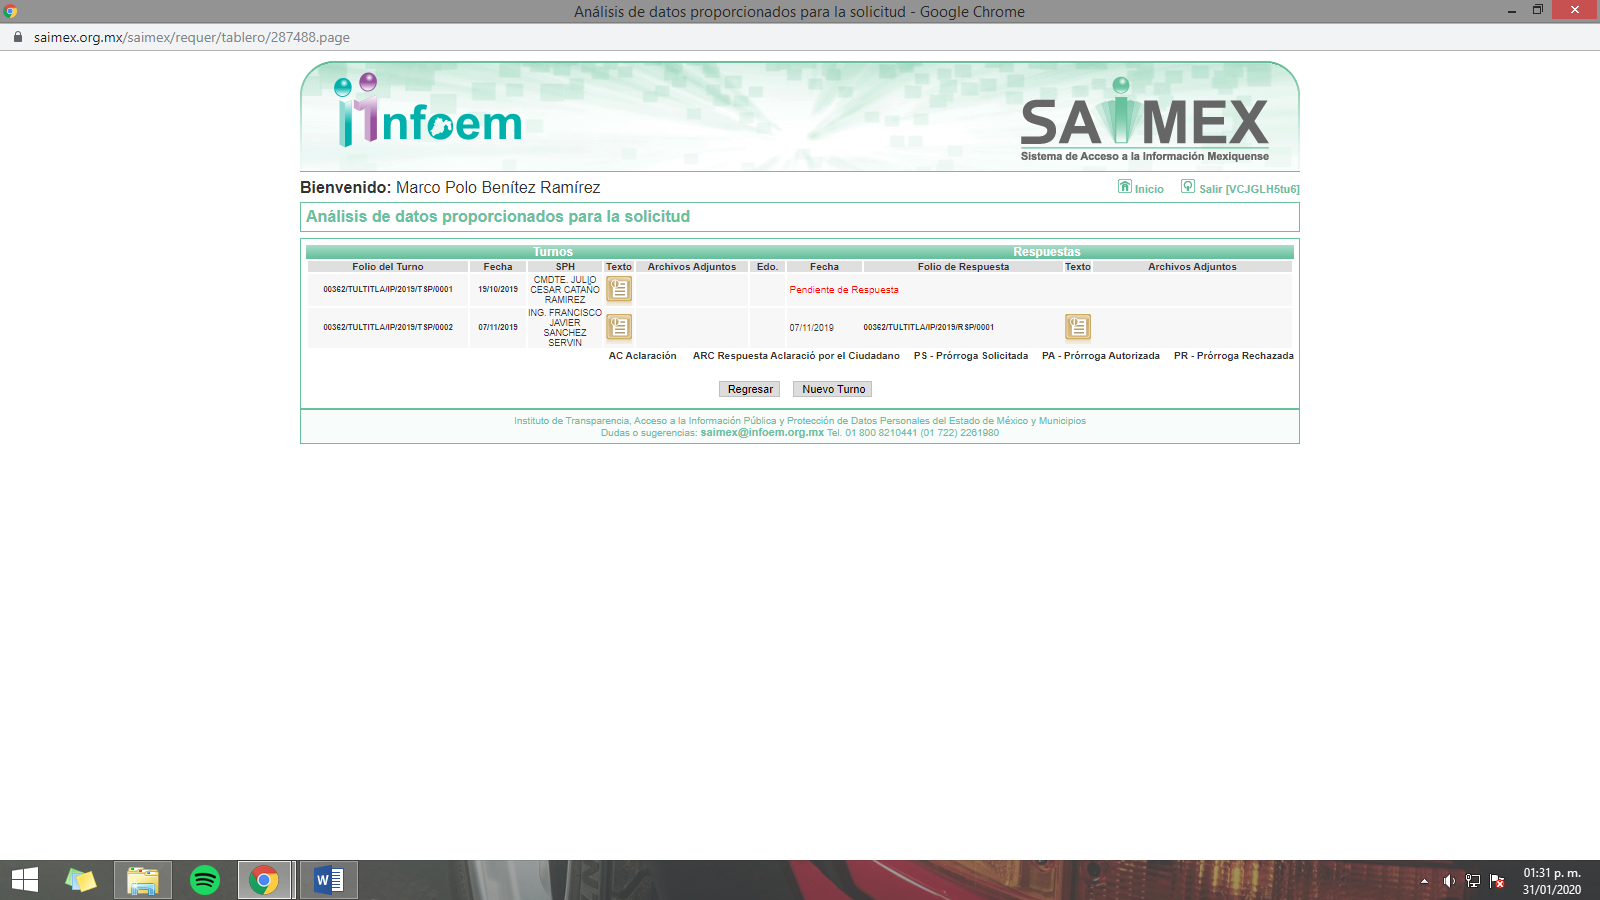 Análisis de datos proporcionados para la solicitud - Google Chrome
saimex.org.mx/saimex/requer/tablero/287488.page
infoem
SAIMEX
Sistema de Acceso a la Información Mexiquense
Bienvenido: Marco Polo Benítez Ramírez
Inicio Salir [VCJGLH5tu6]
Análisis de datos proporcionados para la solicitud
Turnos Respuestas
Folio del Turno Fecha SPH Texto Archivos Adjuntos Edo. Fecha Folio de Respuesta Texto Archivos Adjuntos
00362/TULTITLA/IP/2019/TSP/0001 19/10/2019 CMDTE. JULIO CESAR CATAÑO RAMIREZ Pendiente de Respuesta
00362/TULTITLA/IP/2019/TSP/0002 07/11/2019 ING. FRANCISCO JAVIER SANCHEZ SERVIN 07/11/2019 00362/TULTITLA/IP/2019/RSP/0001
AC Aclaración ARC Respuesta Aclaració por el Ciudadano PS - Prórroga Solicitada PA - Prórroga Autorizada PR - Prórroga Rechazada
Regresar Nuevo Turno
Instituto de Transparencia, Acceso a la Información Pública y Protección de Datos Personales del Estado de México y Municipios
Dudas o sugerencias: saimex@infoem.org.mx Tel. 01 800 8210441 (01 722) 2261980
01:31 p. m.
31/01/2020